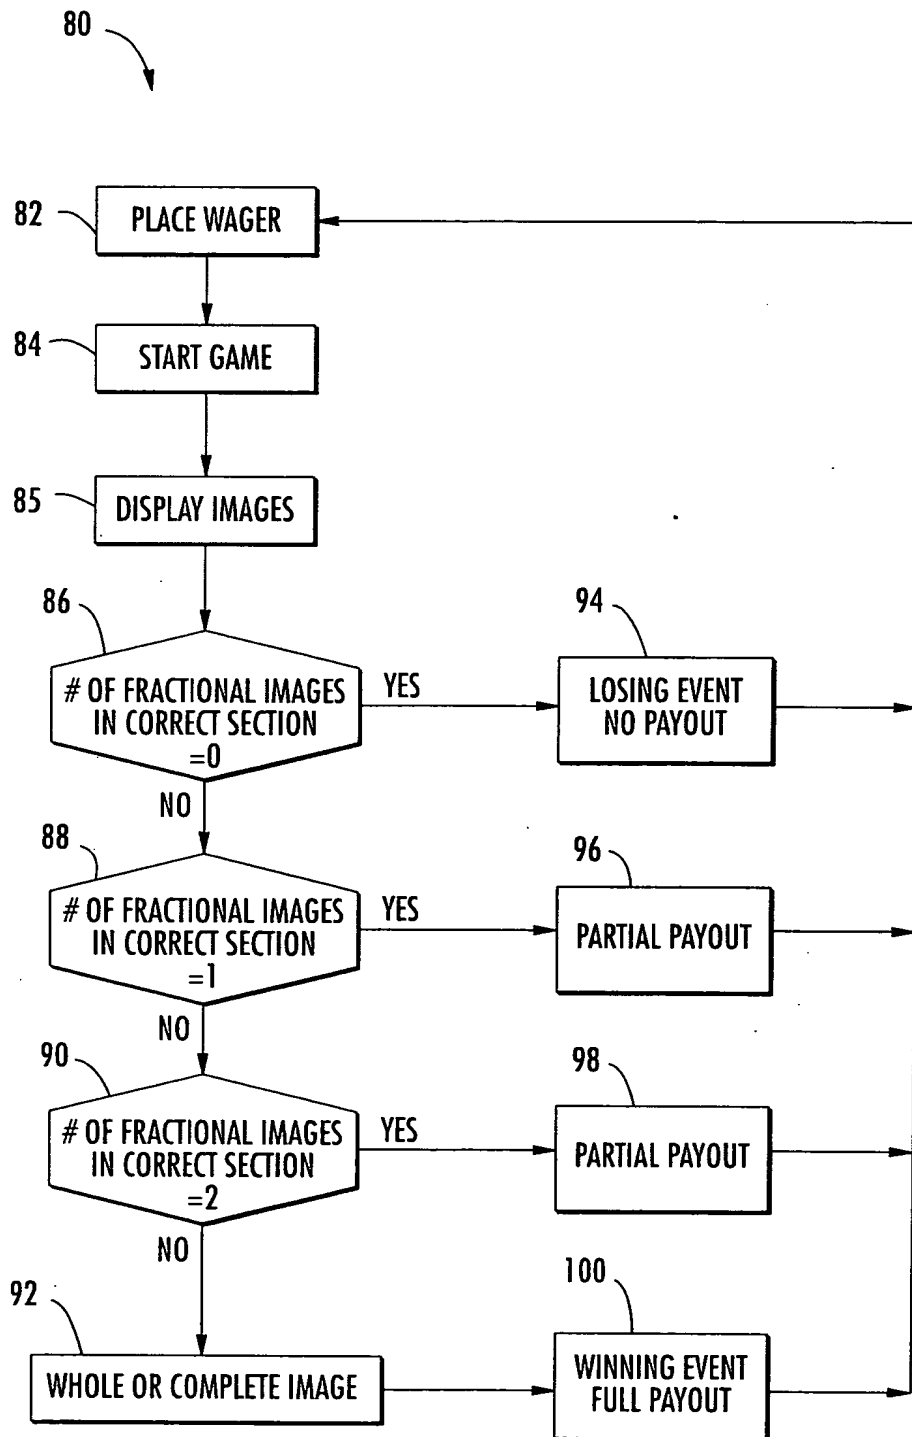 80
82
PLACE WAGER
84
START GAME
85
DISPLAY IMAGES
86
# OF FRACTIONAL IMAGES
IN CORRECT SECTION
=0
YES
94
LOSING EVENT
NO PAYOUT
NO
88
# OF FRACTIONAL IMAGES
IN CORRECT SECTION
=1
YES
96
PARTIAL PAYOUT
NO
90
# OF FRACTIONAL IMAGES
IN CORRECT SECTION
=2
YES
98
PARTIAL PAYOUT
NO
92
WHOLE OR COMPLETE IMAGE
100
WINNING EVENT
FULL PAYOUT